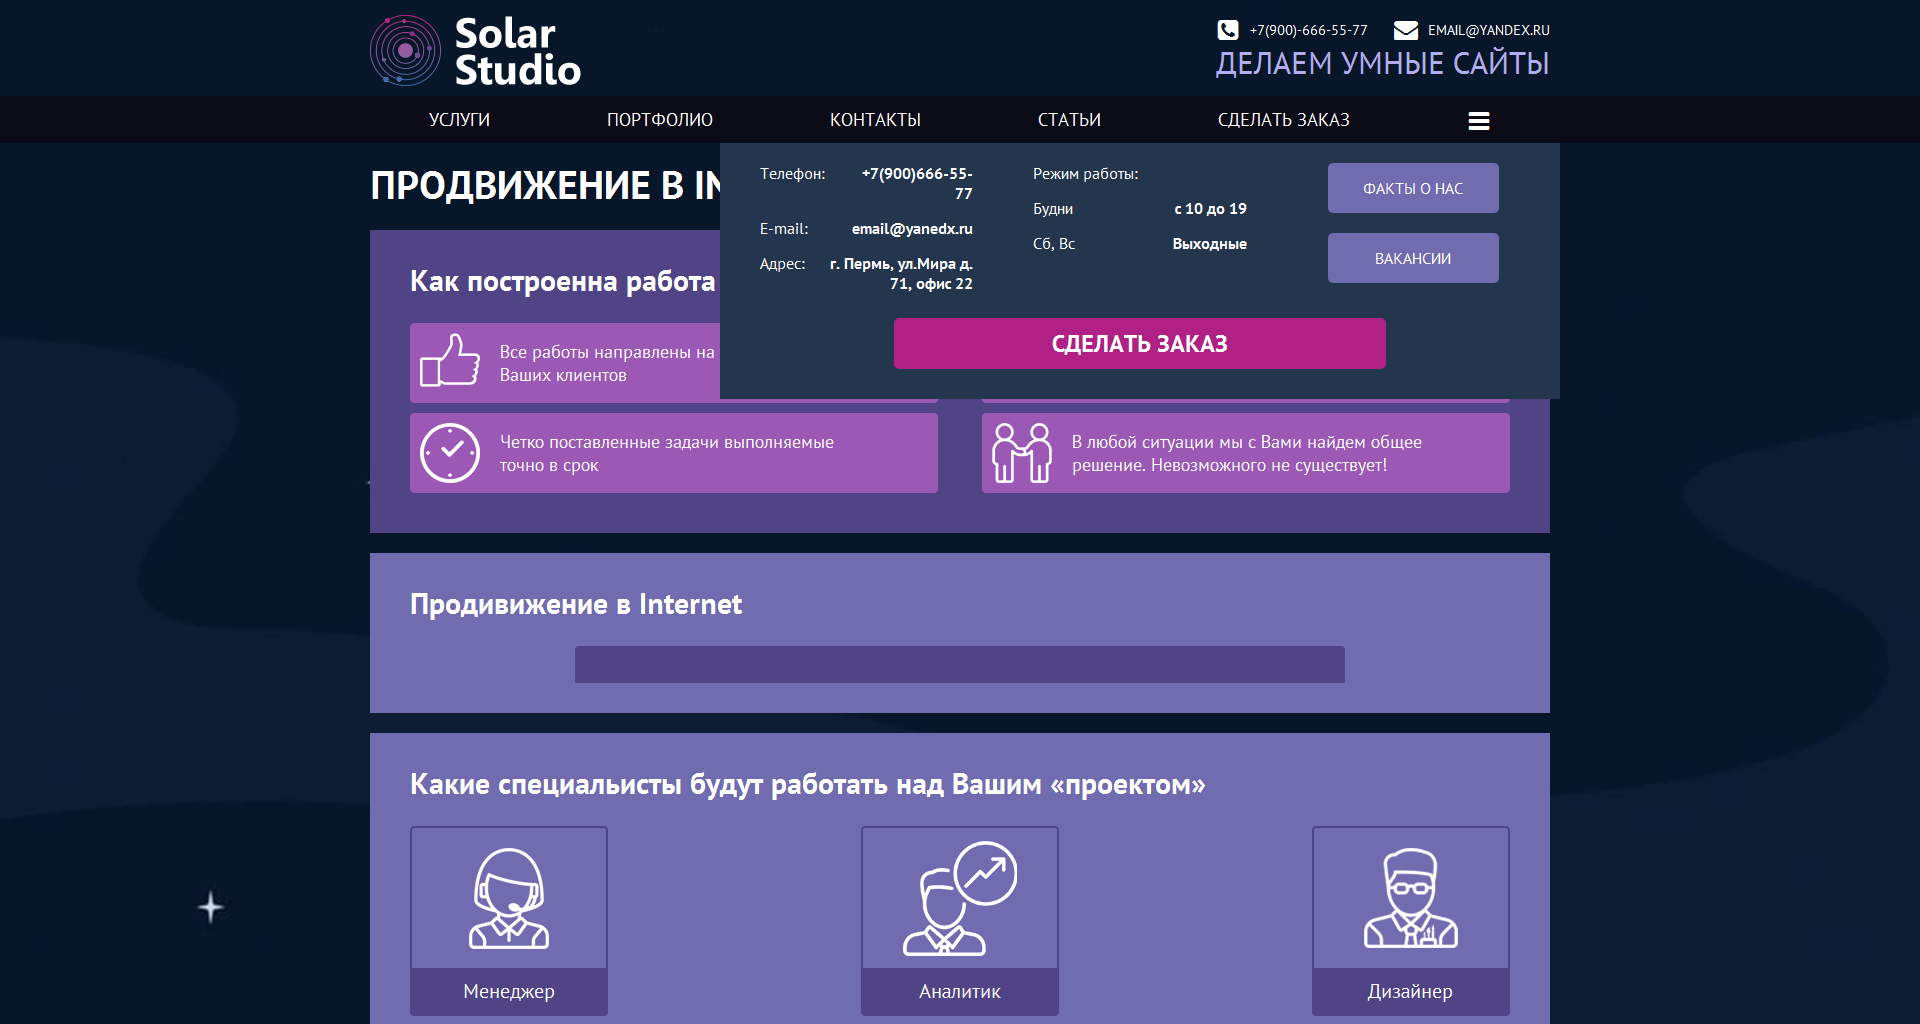 Solar
Studio
+7(900)-666-55-77
EMAIL@YANDEX.RU
ДЕЛАЕМ УМНЫЕ САЙТЫ
УСЛУГИ
ПОРТФОЛИО
КОНТАКТЫ
СТАТЬИ
СДЕЛАТЬ ЗАКАЗ
ПРОДВИЖЕНИЕ В IN
Телефон:
+7(900)666-55-
77
E-mail:
email@yanedx.ru
Адрес:
г. Пермь, ул.Мира д.
71, офис 22
Режим работы:
Будни
с 10 до 19
Сб, Вс
Выходные
ФАКТЫ О НАС
ВАКАНСИИ
СДЕЛАТЬ ЗАКАЗ
Как построенна работа
Все работы направлены на
Ваших клиентов
Четко поставленные задачи выполняемые
точно в срок
В любой ситуации мы с Вами найдем общее
решение. Невозможного не существует!
Продивижение в Internet
Какие специальисты будут работать над Вашим «проектом»
Менеджер
Аналитик
Дизайнер